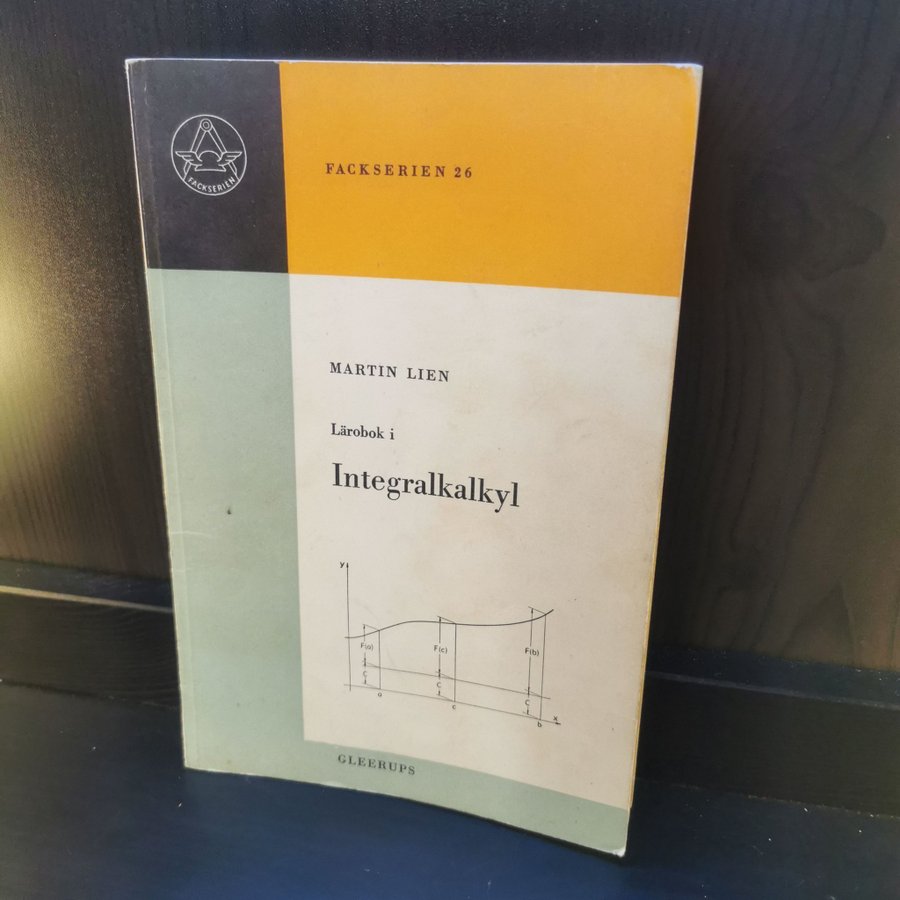 FACKSERIEN
FACKSERIEN 26
MARTIN LIEN
Lärobok i
Integralkalkyl
y
F(a)
F(c)
F(b)
C
C
C
a
c
b
x
GLEERUPS